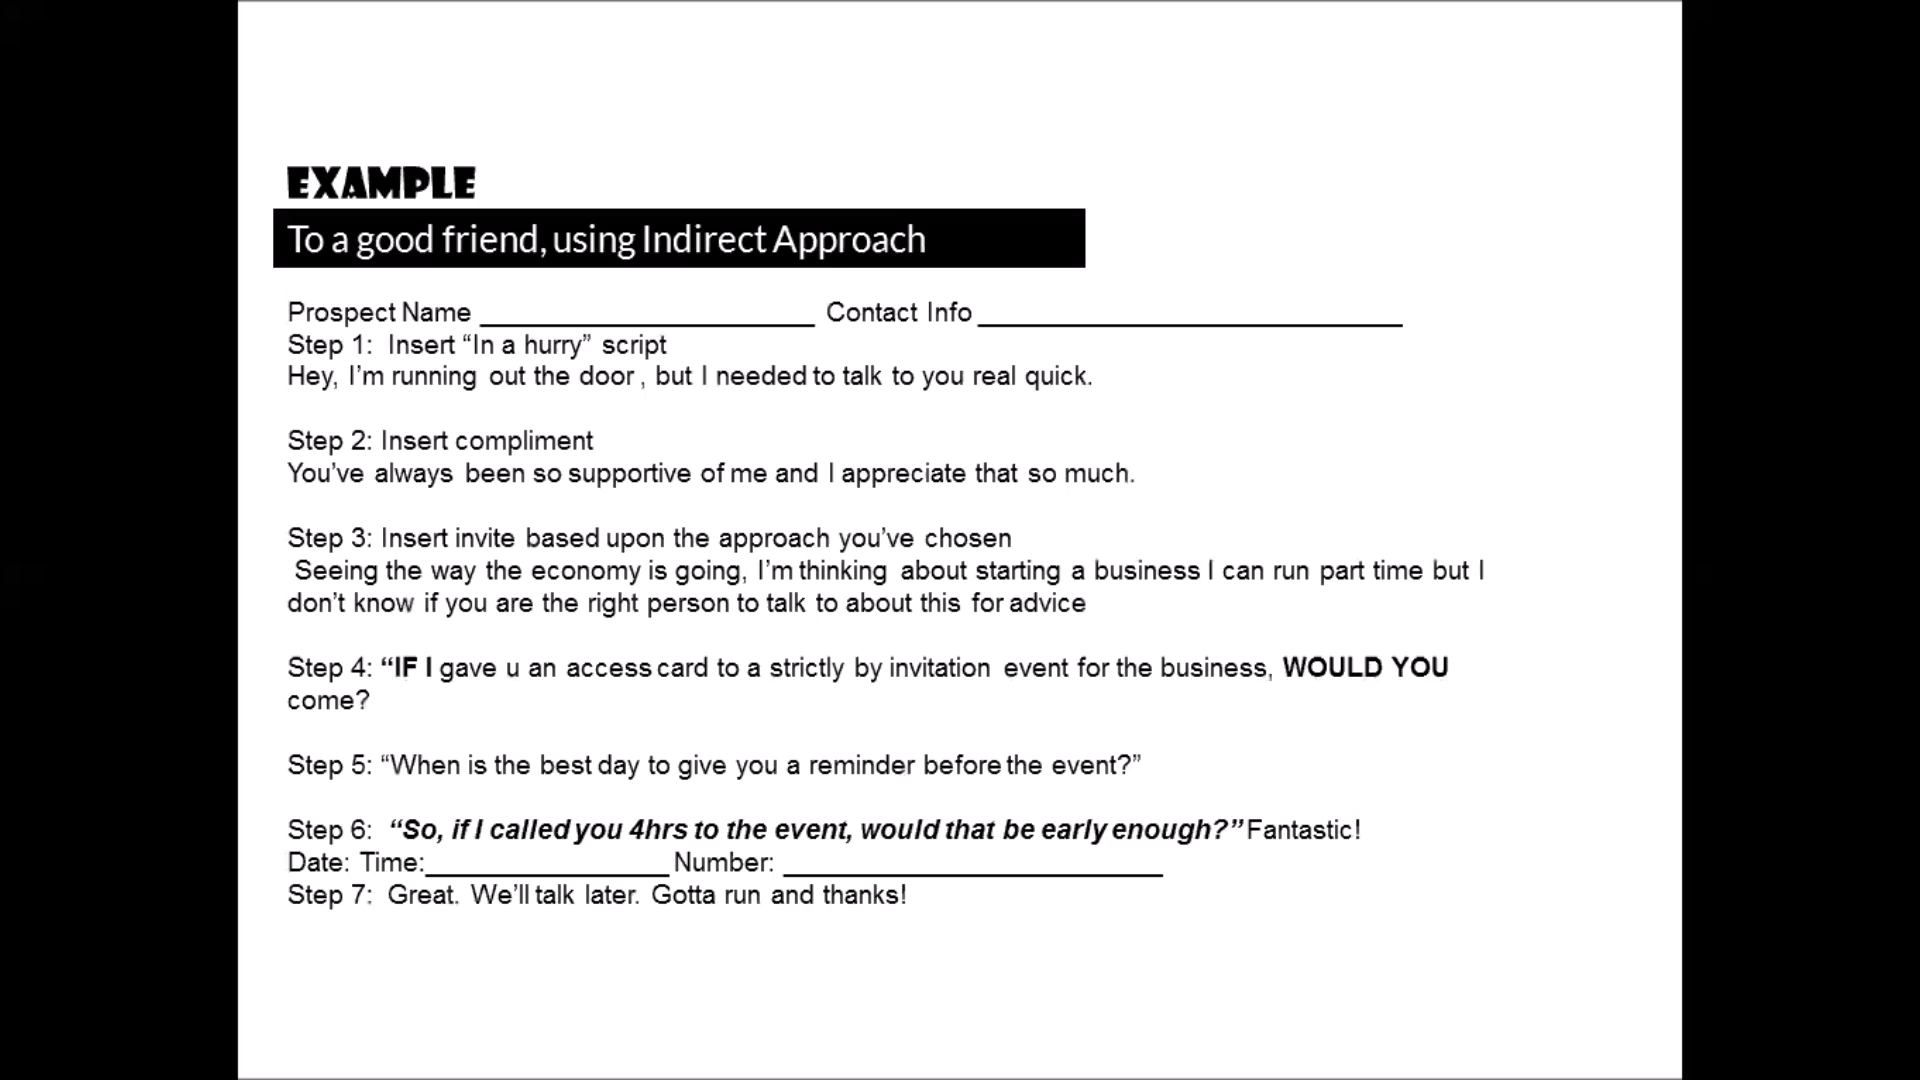 EXAMPLE
To a good friend, using Indirect Approach
Prospect Name ______________________ Contact Info ____________________________
Step 1:  Insert “In a hurry” script
Hey, I’m running out the door , but I needed to talk to you real quick.
Step 2: Insert compliment
You’ve always been so supportive of me and I appreciate that so much.
Step 3: Insert invite based upon the approach you’ve chosen
Seeing the way the economy is going, I’m thinking about starting a business I can run part time but I
don’t know if you are the right person to talk to about this for advice
Step 4: “IF I gave u an access card to a strictly by invitation event for the business, WOULD YOU
come?
Step 5: “When is the best day to give you a reminder before the event?”
Step 6:  “So, if I called you 4hrs to the event, would that be early enough?” Fantastic!
Date: Time:________________ Number: _________________________
Step 7:  Great. We’ll talk later. Gotta run and thanks!